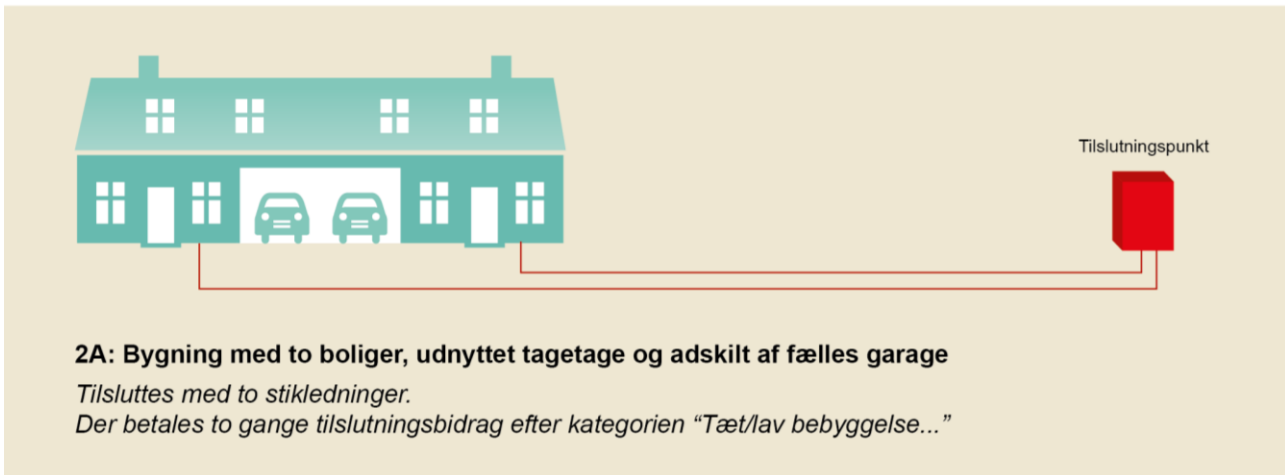 Tilslutningspunkt
2A: Bygning med to boliger, udnyttet tagetage og adskilt af fælles garage
Tilsluttes med to stikledninger.
Der betales to gange tilslutningsbidrag efter kategorien “Tæt/lav bebyggelse...”